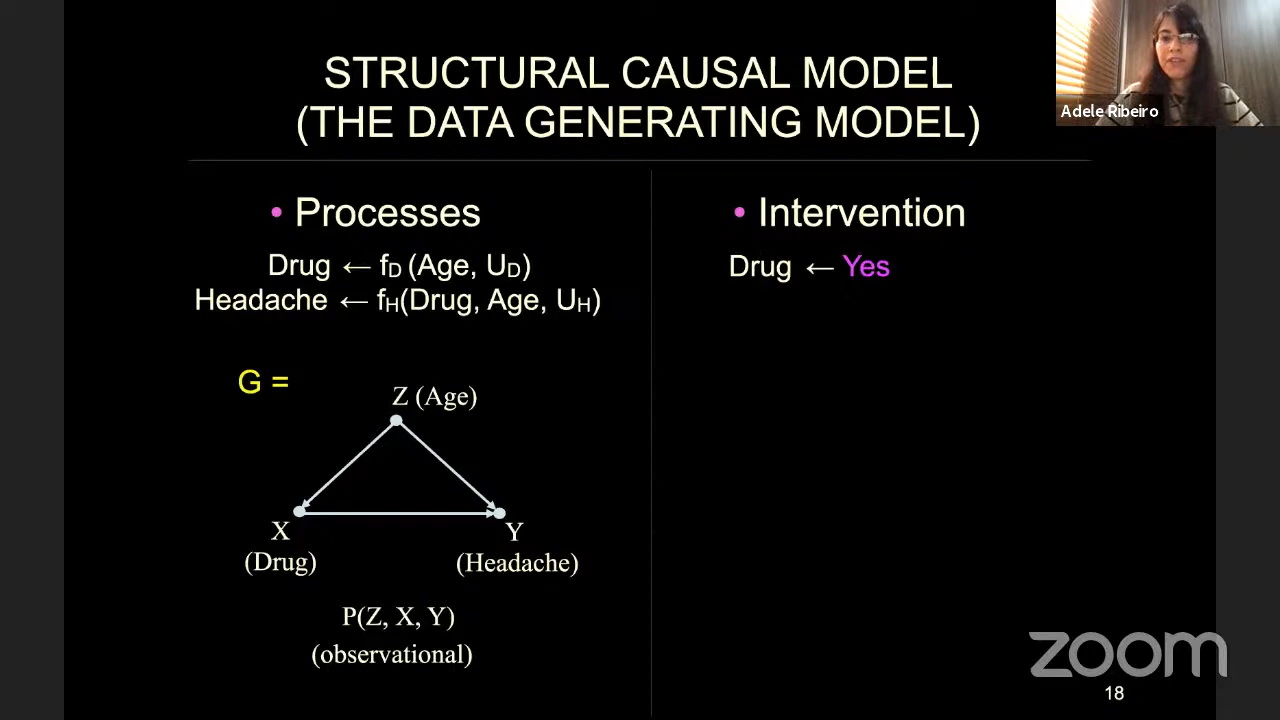 STRUCTURAL CAUSAL MODEL
(THE DATA GENERATING MODEL)
Adele Ribeiro
• Processes
Drug ← fD (Age, UD)
Headache ← fH(Drug, Age, UH)
G =
Z (Age)
X
(Drug)
Y
(Headache)
P(Z, X, Y)
(observational)
• Intervention
Drug ← Yes
zoom
18